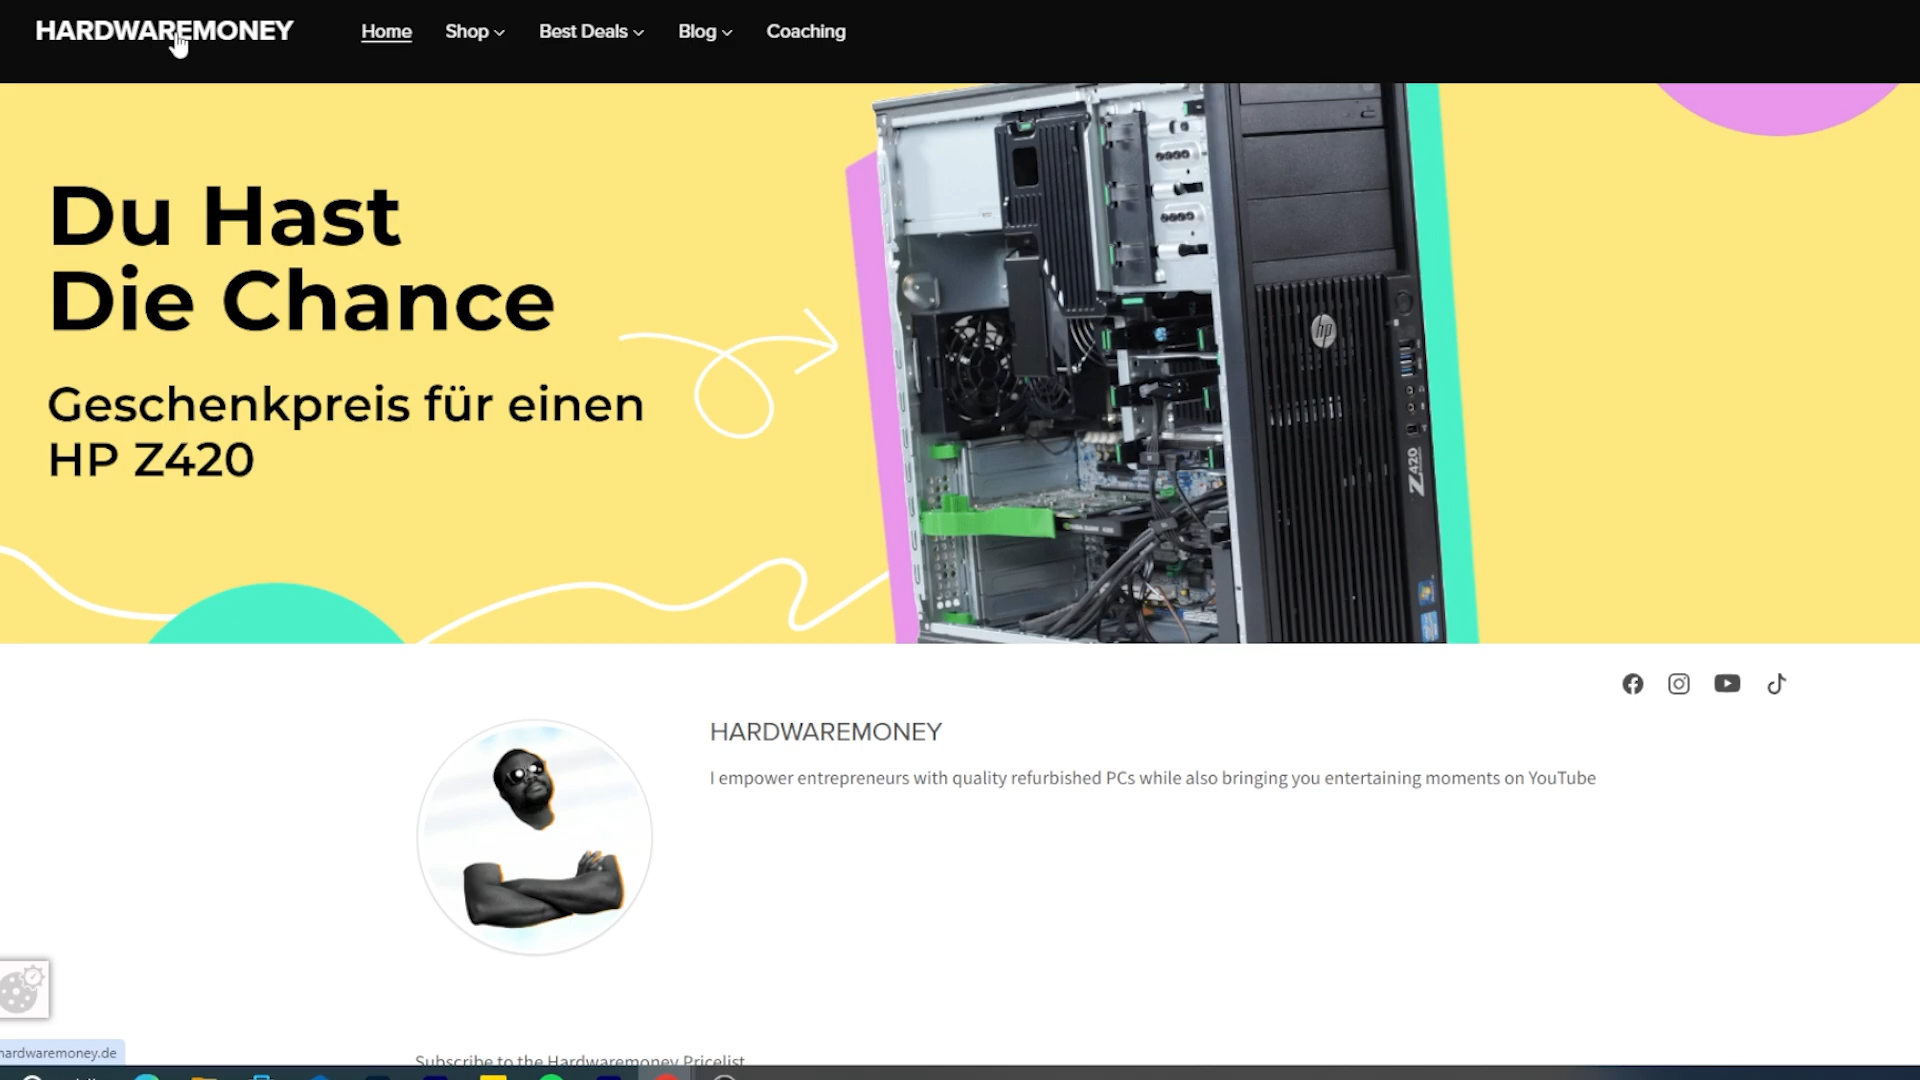 HARDWAREMONEY
Home
Shop
Best Deals
Blog
Coaching
Du Hast
Die Chance
Geschenkpreis für einen
HP Z420
hp
Z420
HARDWAREMONEY
I empower entrepreneurs with quality refurbished PCs while also bringing you entertaining moments on YouTube
Subscribe to the Hardwaremoney Pricelist
hardwaremoney.de